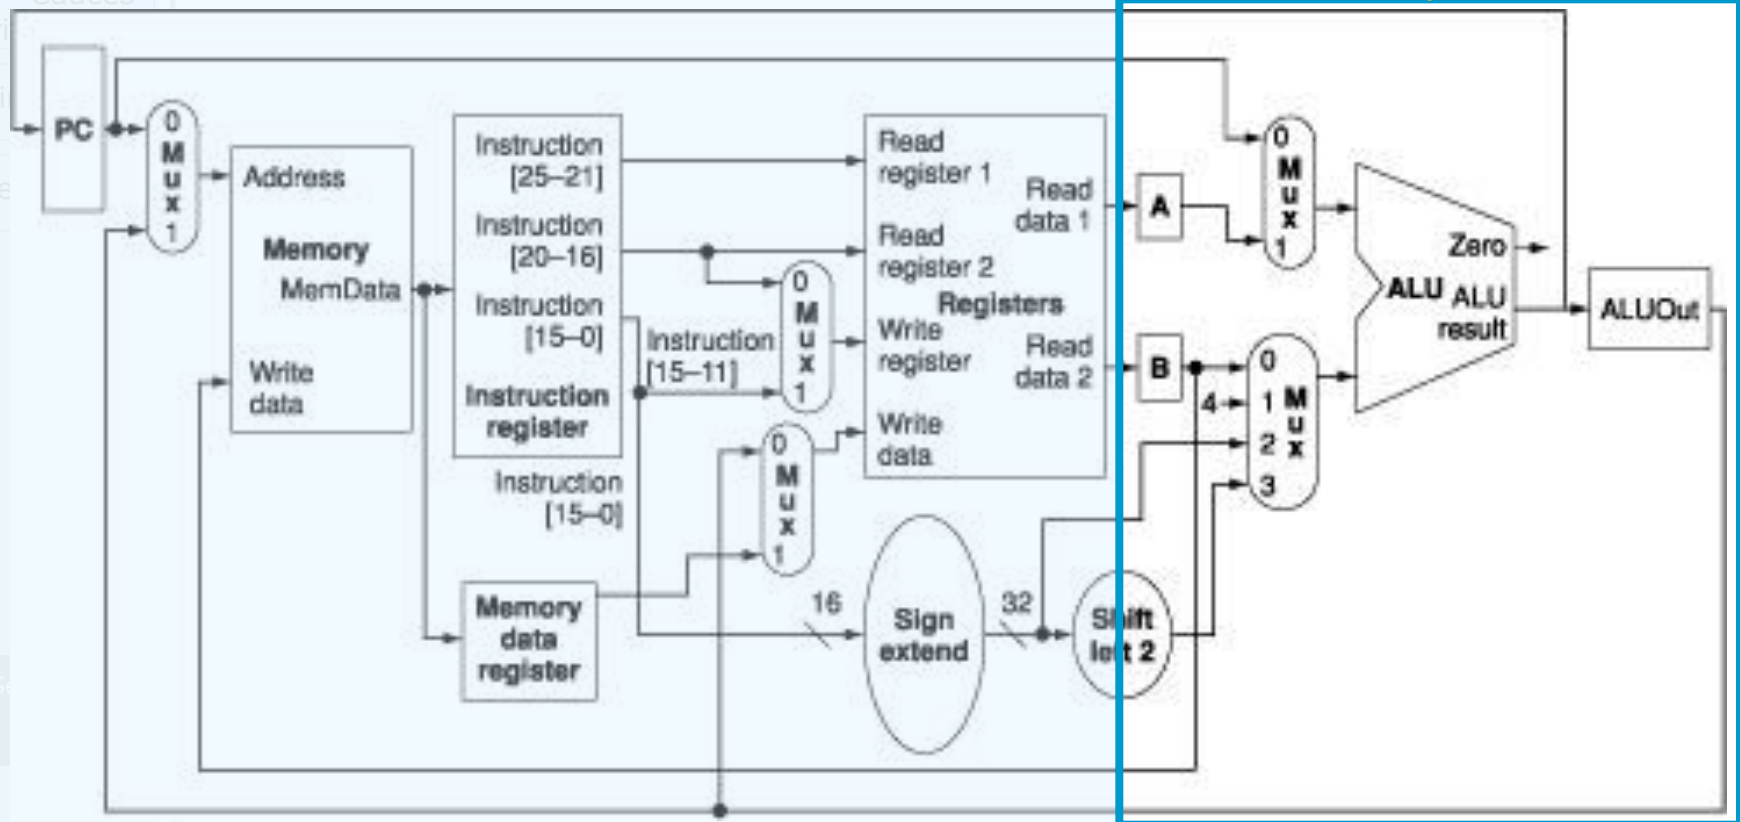 PC
0
M
u
x
1
Address
Memory
MemData
Write
data
Instruction
[25–21]
Instruction
[20–16]
Instruction
[15–0]
Instruction
register
Instruction
[15–0]
Memory
data
register
Instruction
[15–11]
0
M
u
x
1
0
M
u
x
1
Read
register 1
Read
register 2
Registers
Write
register
Write
data
Read
data 1
Read
data 2
16
Sign
extend
32
Shift
left 2
A
B
4
0
M
u
x
1
0
1
2
3
M
u
x
Zero
ALU
ALU
result
ALUOut